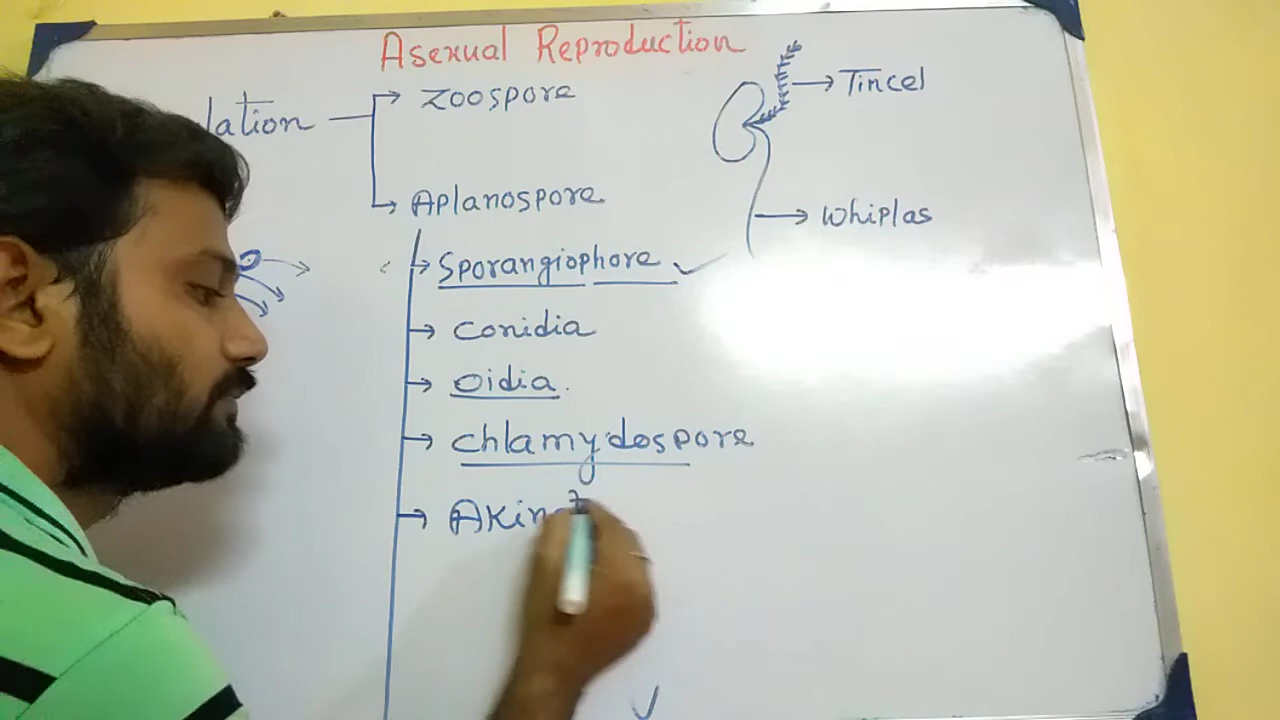 Asexual Reproduction
Zoospore
lation
Aplanospore
Sporangiophore
Conidia
Oidia.
Chlamydospore
Tincel
Whiplas